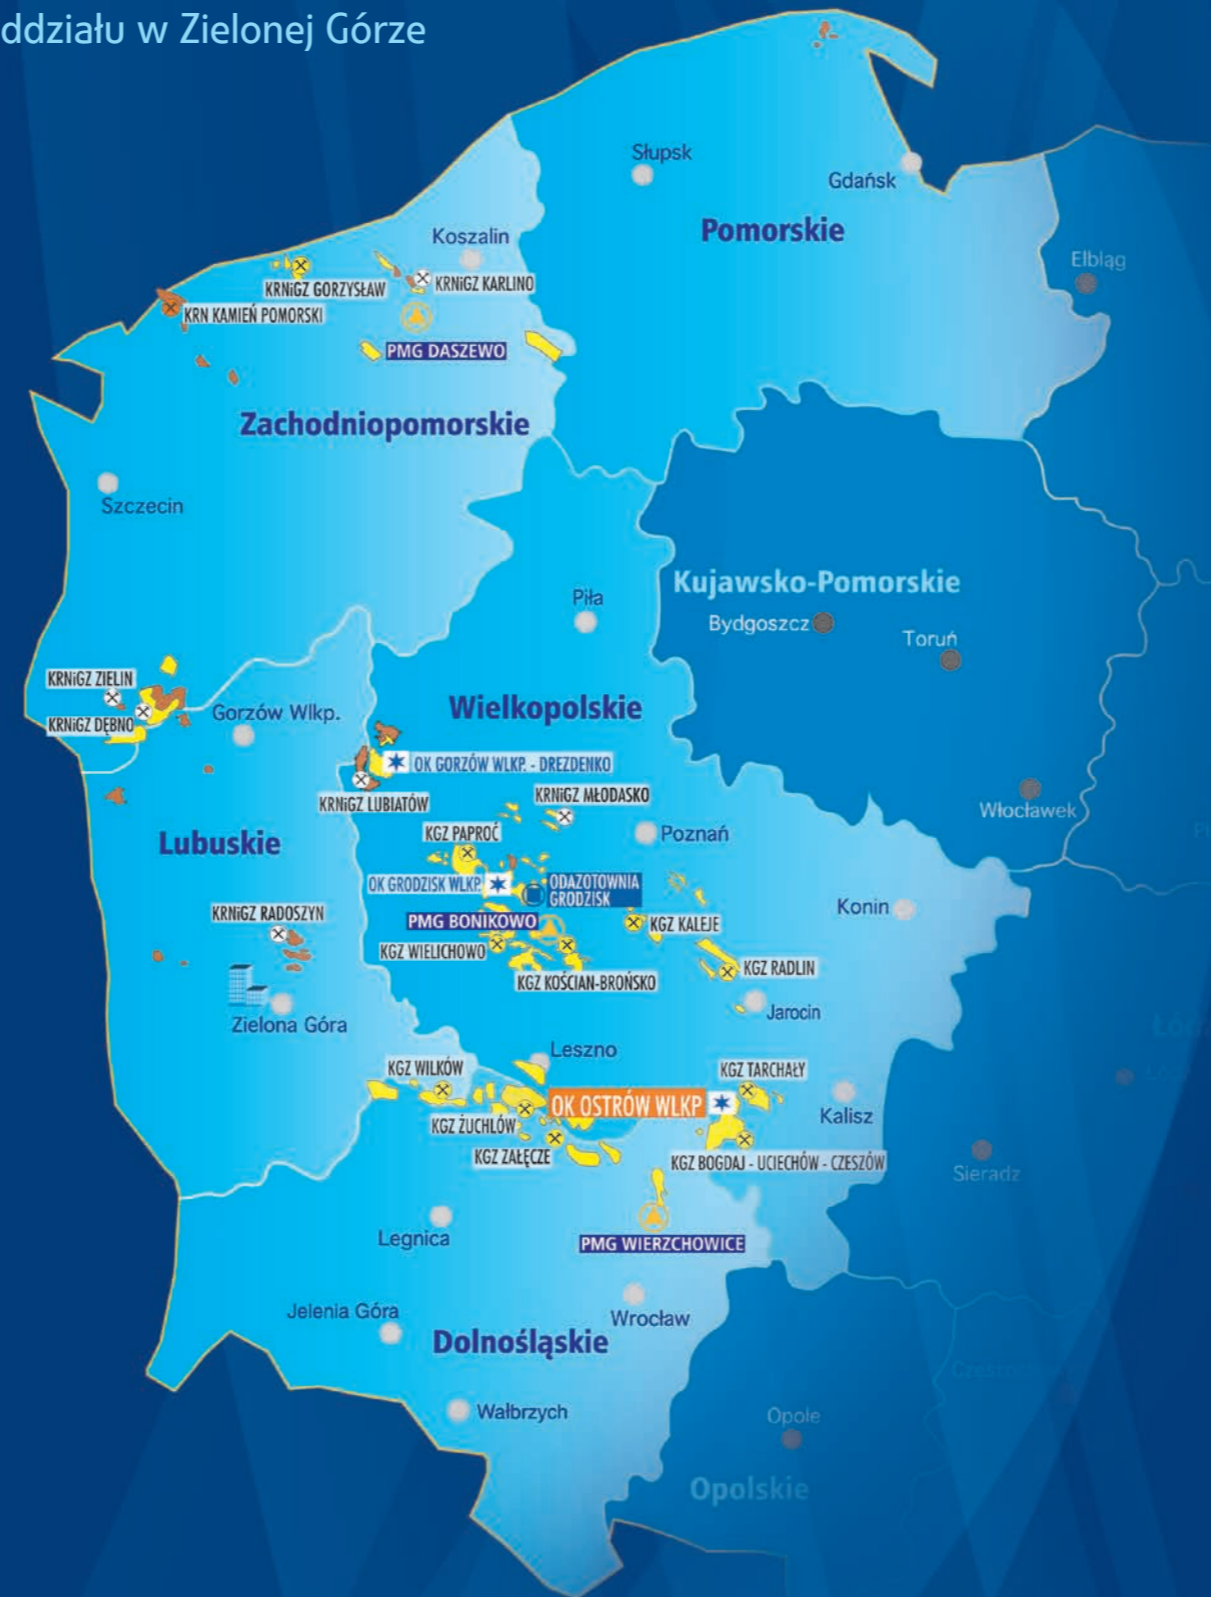 ddziału w Zielonej Górze
Słupsk
Gdańsk
Pomorskie
Koszalin
Elbląg
KRNiGZ GORZYSŁAW
KRNiGZ KARLINO
KRN KAMIEŃ POMORSKI
PMG DASZEWO
Zachodniopomorskie
Szczecin
Kujawsko-Pomorskie
Piła
Bydgoszcz
Toruń
KRNiGZ ZIELIN
Wielkopolskie
Gorzów Wlkp.
KRNiGZ DĘBNO
OK GORZÓW WLKP. - DREZDENKO
KRNiGZ LUBIATÓW
KRNiGZ MŁODASKO
Włocławek
KGZ PAPROĆ
Poznań
Lubuskie
OK GRODZISK WLKP.
ODAZOTOWNIA
GRODZISK
Konin
KRNiGZ RADOSZYN
PMG BONIKOWO
KGZ KALEJE
KGZ WIELICHOWO
KGZ RADLIN
KGZ KOŚCIAN-BROŃSKO
Jarocin
Zielona Góra
Leszno
KGZ WILKÓW
KGZ TARCHAŁY
OK OSTRÓW WLKP
Kalisz
KGZ ŻUCHLÓW
KGZ ZAŁĘCZE
KGZ BOGDAJ - UCIECHÓW - CZESZÓW
Sieradz
Legnica
PMG WIERZCHOWICE
Jelenia Góra
Wrocław
Dolnośląskie
Wałbrzych
Opole
Opolskie